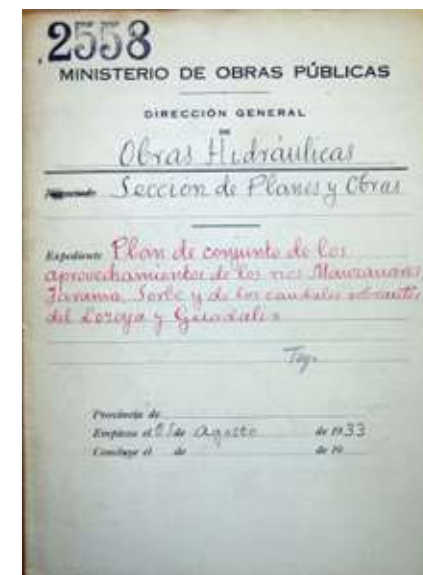 2558
MINISTERIO DE OBRAS PÚBLICAS
DIRECCIÓN GENERAL
DE
Obras Hidráulicas
Negociado Sección de Planes y Obras
Expediente Plan de conjunto de los
aprovechamientos de los rios Manzanares,
Jarama, Sorbe y de los caudales sobrantes
del Lozoya y Guadalix
Provincia de
Empieza el de Agosto de 1933
Concluye el de de 19